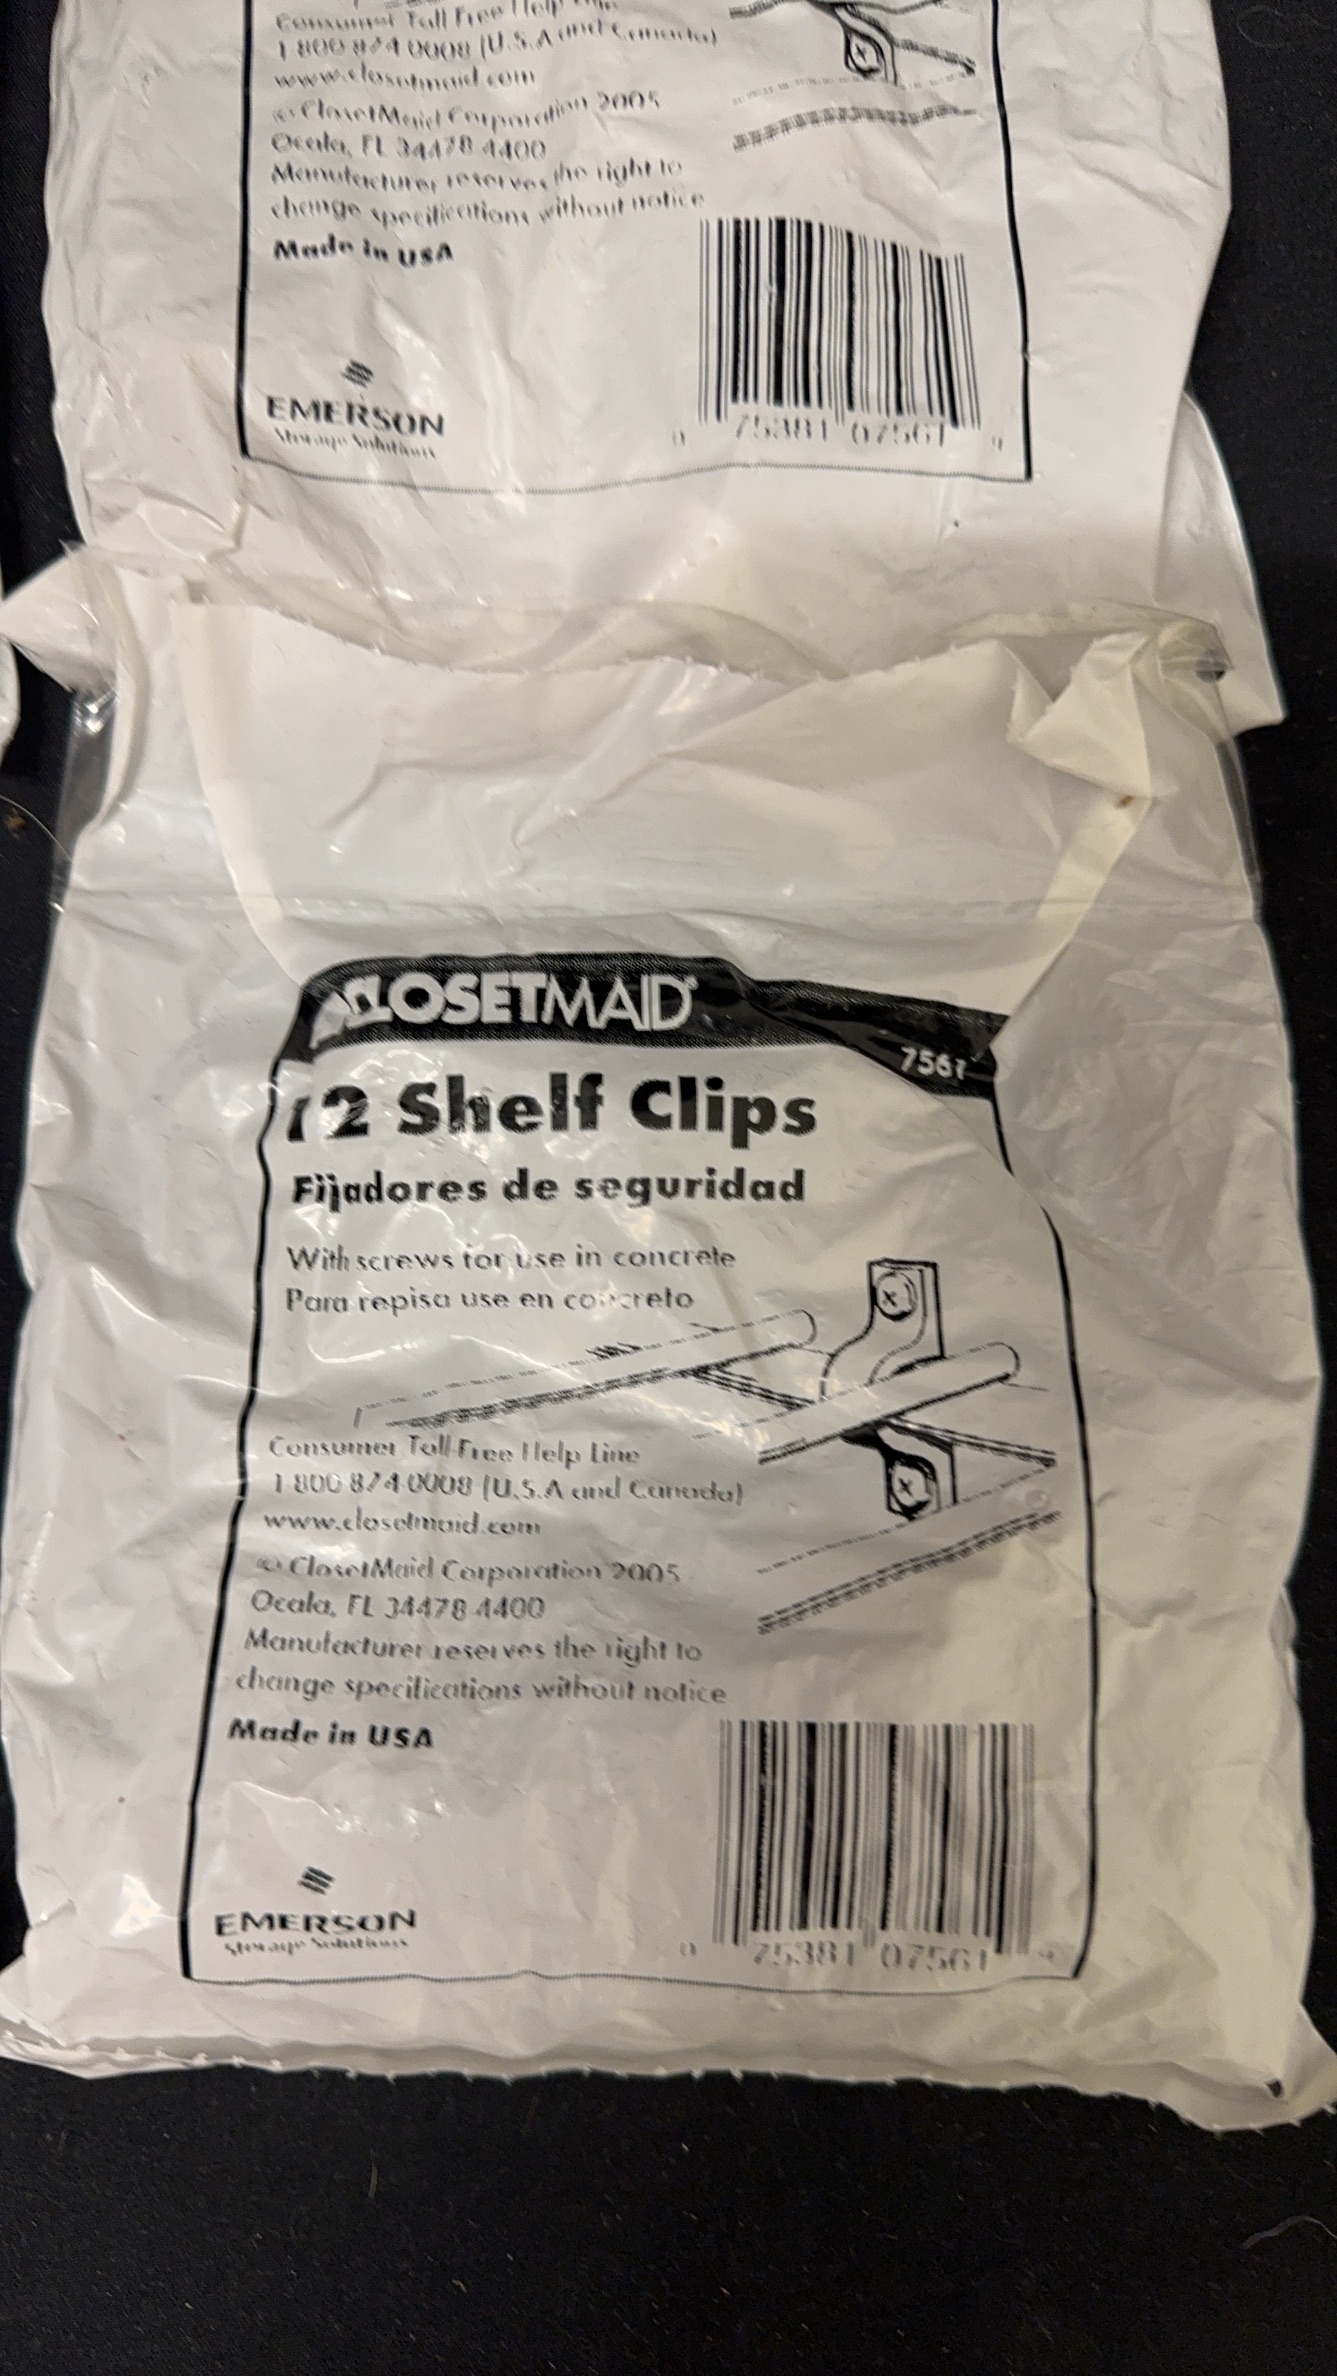 Consumer Toll Free Help Line
1 800 874 0008 (U.S.A and Canada)
www.closetmaid.com
© ClosetMaid Corporation 2005
Ocala, FL 34478 4400
Manufacturer reserves the right to
change specifications without notice
Made in USA
EMERSON
Storage Solutions
0 75381 07561
CLOSETMAID
7561
12 Shelf Clips
Fijadores de seguridad
With screws for use in concrete
Para repisa use en concreto
Consumer Toll-Free Help Line
1 800 874-0008 (U.S.A and Canada)
www.closetmaid.com
© ClosetMaid Corporation 2005
Ocala, FL 34478-4400
Manufacturer reserves the right to
change specifications without notice
Made in USA
EMERSON
Storage Solutions
0 75381 07561